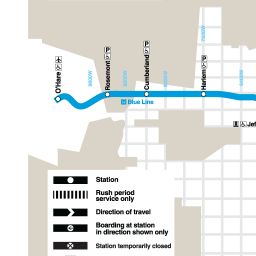 O'Hare
Rosemont
Cumberland
Harlem
Blue Line
Jef
Station
Rush period
service only
Direction of travel
Boarding at station
in direction shown only
Station temporarily closed